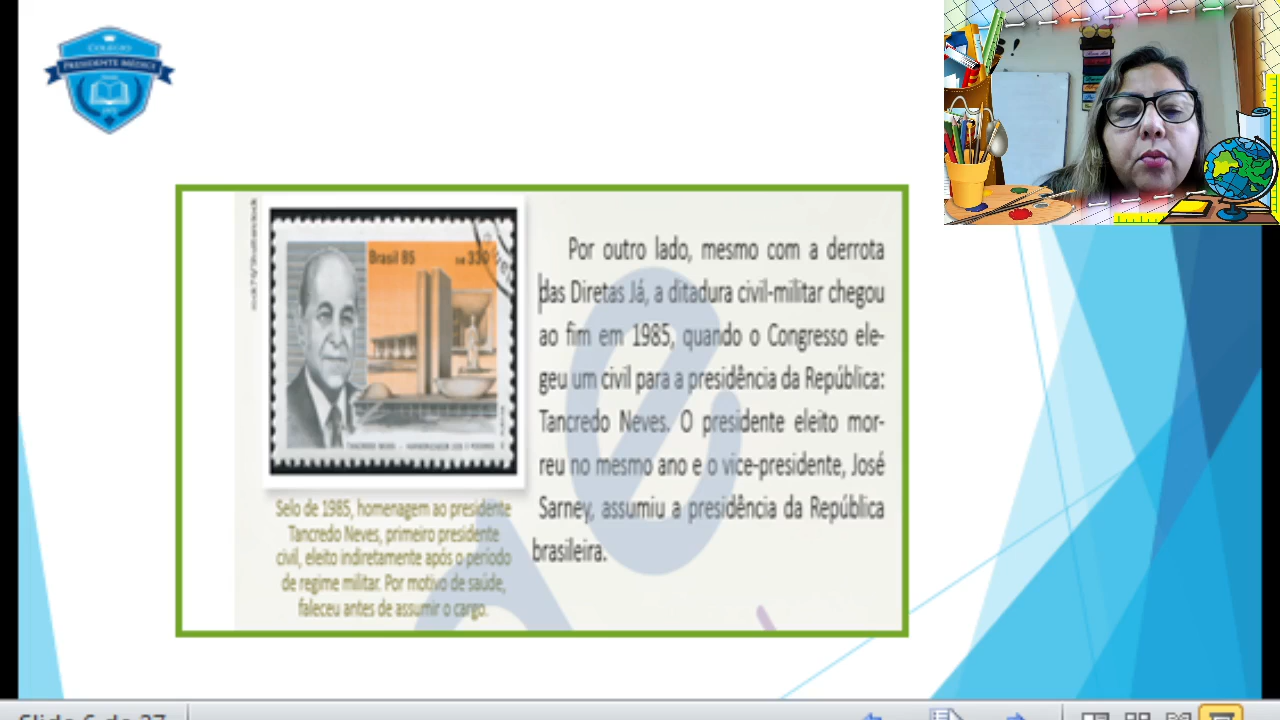 COLÉGIO
PRESIDENTE MÉDICI
Brasil 85
330
Por outro lado, mesmo com a derrota
das Diretas Já, a ditadura civil-militar chegou
ao fim em 1985, quando o Congresso ele-
geu um civil para a presidência da República:
Tancredo Neves. O presidente eleito mor-
reu no mesmo ano e o vice-presidente, José
Sarney, assumiu a presidência da República
brasileira.
Selo de 1985, homenagem ao presidente
Tancredo Neves, primeiro presidente
civil, eleito indiretamente após o período
de regime militar. Por motivo de saúde,
faleceu antes de assumir o cargo.
Slide 6 de 27